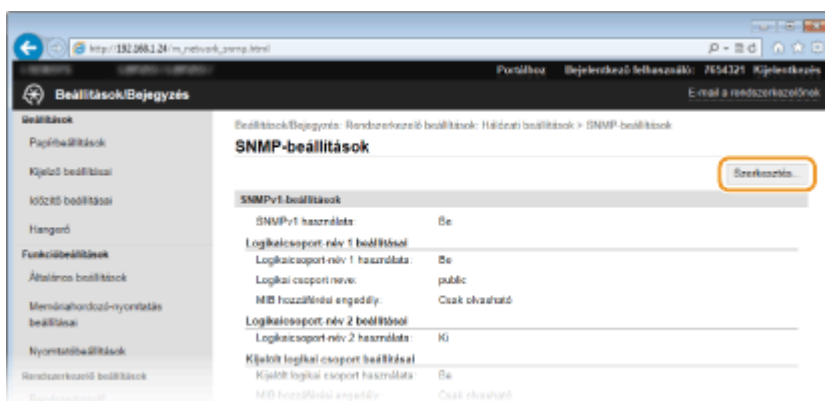 http://192.168.1.24/m_network_snmp.html
Portálhoz Bejelentkező felhasználó: 7654321 Kijelentkezés
Beállítások/Bejegyzés
E-mail a rendszerkezelőnek
Beállítások
Papírbeállítások
Kijelző beállításai
Időzítő beállításai
Hangerő
Funkcióbeállítások
Általános beállítások
Memóriahordozó-nyomtatás
beállításai
Nyomtatóbeállítások
Rendszerkezelő beállítások
Beállítások/Bejegyzés: Rendszerkezelő beállítások: Hálózati beállítások > SNMP-beállítások
SNMP-beállítások
Szerkesztés...
SNMPv1-beállítások
SNMPv1 használata: Be
Logikaicsoport-név 1 beállításai
Logikaicsoport-név 1 használata: Be
Logikai csoport neve: public
MIB hozzáférési engedély: Csak olvasható
Logikaicsoport-név 2 beállításai
Logikaicsoport-név 2 használata: Ki
Kijelölt logikai csoport beállításai
Kijelölt logikai csoport használata: Be
MIB hozzáférési engedély: Csak olvasható